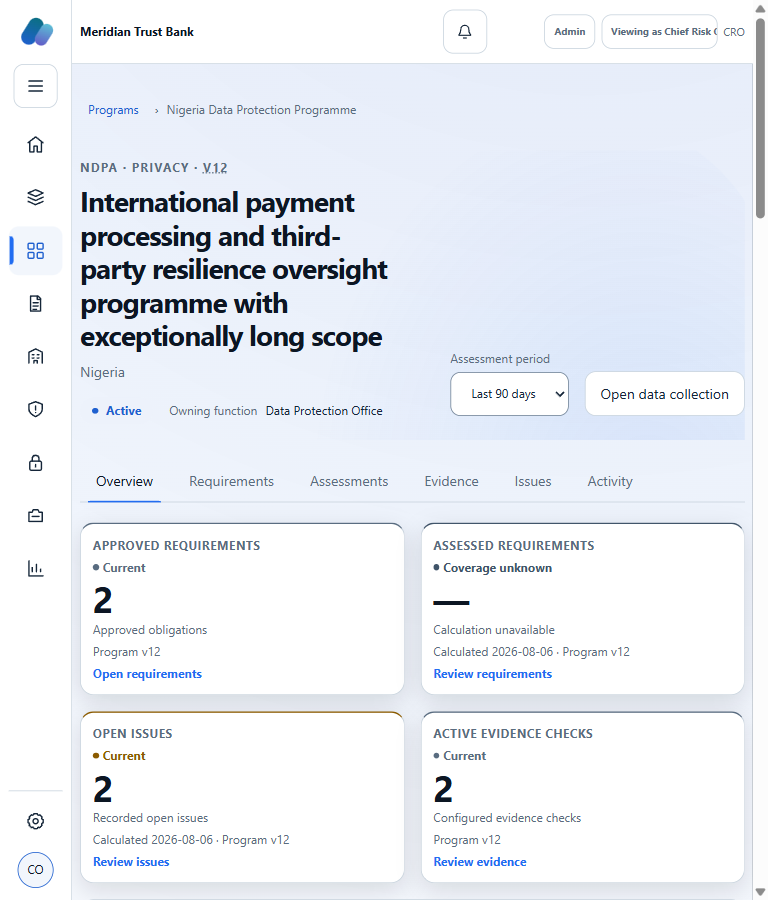 Meridian Trust Bank
Admin
Viewing as Chief Risk
CRO
Programs › Nigeria Data Protection Programme
NDPA · PRIVACY · V12
International payment
processing and third-
party resilience oversight
programme with
exceptionally long scope
Nigeria
Active
Owning function Data Protection Office
Assessment period
Last 90 days
Open data collection
Overview
Requirements
Assessments
Evidence
Issues
Activity
APPROVED REQUIREMENTS
Current
2
Approved obligations
Program v12
Open requirements
ASSESSED REQUIREMENTS
Coverage unknown
—
Calculation unavailable
Calculated 2026-08-06 · Program v12
Review requirements
OPEN ISSUES
Current
2
Recorded open issues
Calculated 2026-08-06 · Program v12
Review issues
ACTIVE EVIDENCE CHECKS
Current
2
Configured evidence checks
Program v12
Review evidence
CO